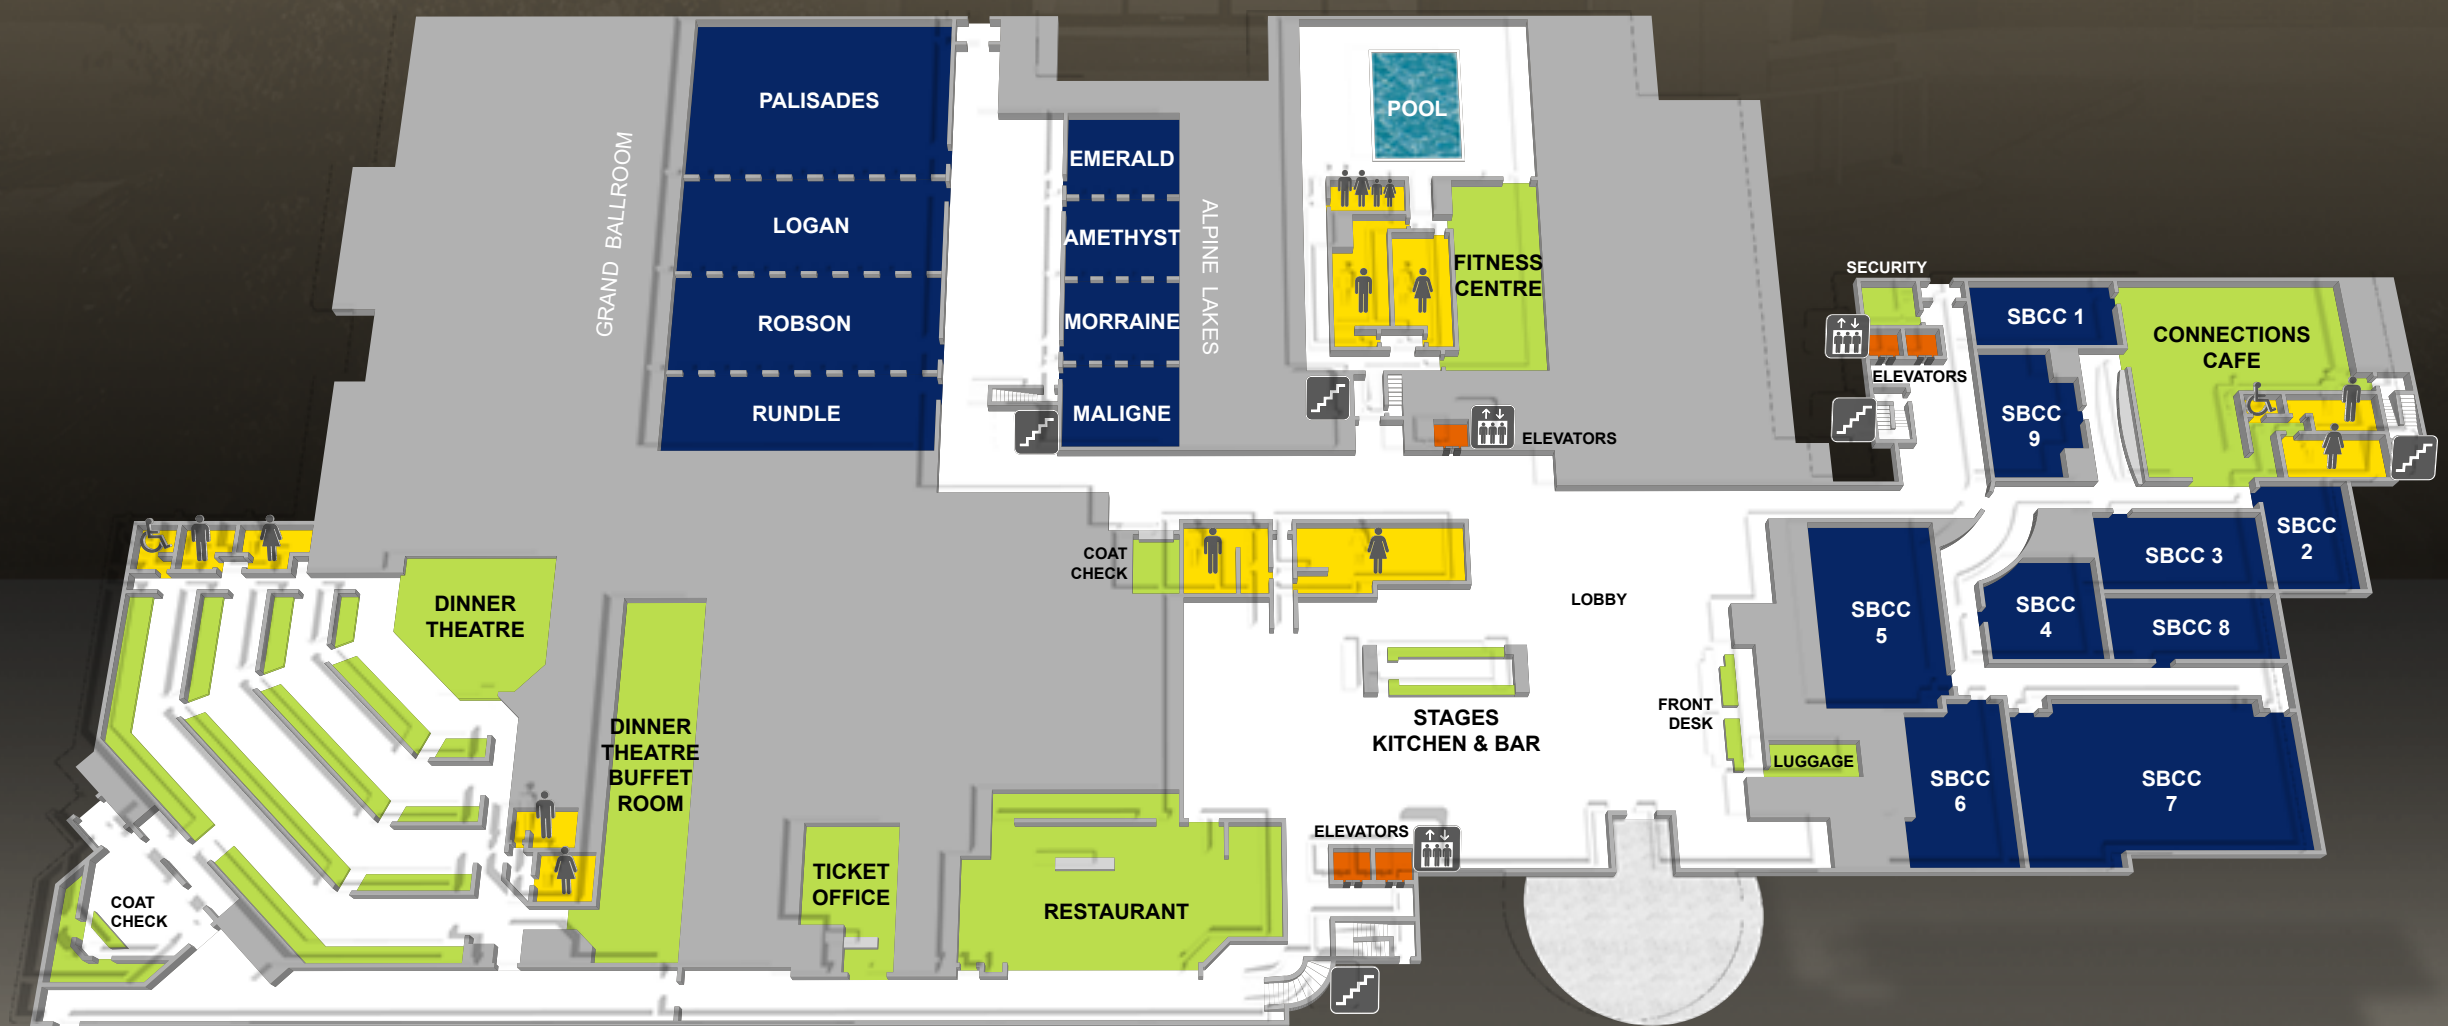 PALISADES
LOGAN
ROBSON
RUNDLE
GRAND BALLROOM
EMERALD
AMETHYST
MORRAINE
MALIGNE
ALPINE LAKES
POOL
FITNESS
CENTRE
ELEVATORS
SECURITY
ELEVATORS
SBCC 1
SBCC
9
CONNECTIONS
CAFE
SBCC
2
SBCC 3
SBCC
4
SBCC 8
SBCC
5
SBCC
6
SBCC
7
COAT
CHECK
LOBBY
FRONT
DESK
LUGGAGE
STAGES
KITCHEN & BAR
ELEVATORS
DINNER
THEATRE
DINNER
THEATRE
BUFFET
ROOM
TICKET
OFFICE
RESTAURANT
COAT
CHECK